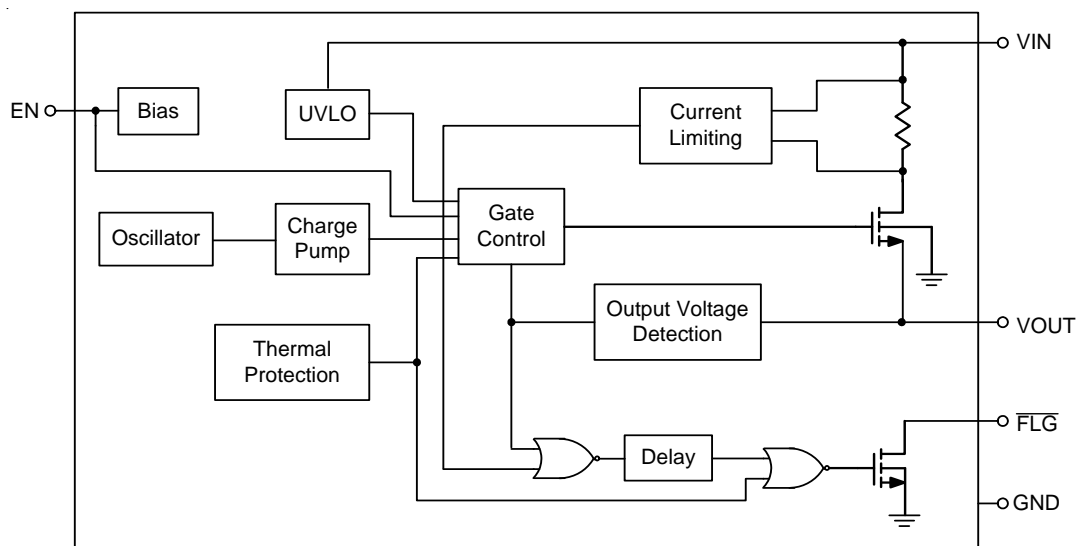 VIN
EN
Bias
UVLO
Current
Limiting
Gate
Control
Oscillator
Charge
Pump
Output Voltage
Detection
VOUT
Thermal
Protection
FLG
Delay
GND